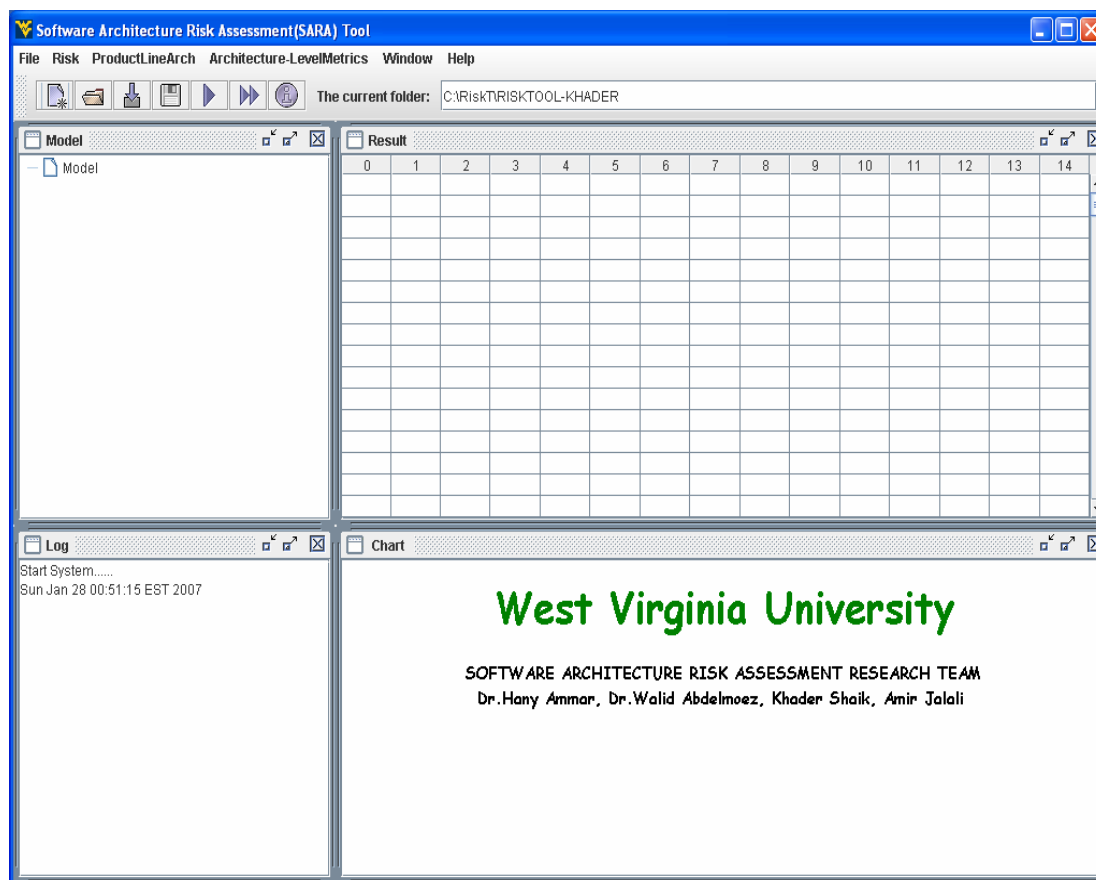 Software Architecture Risk Assessment(SARA) Tool
File Risk ProductLineArch Architecture-LevelMetrics Window Help
The current folder: C:\RiskT\RISKTOOL-KHADER
Model
Model
Result
0 1 2 3 4 5 6 7 8 9 10 11 12 13 14
Log
Start System......
Sun Jan 28 00:51:15 EST 2007
Chart
West Virginia University
SOFTWARE ARCHITECTURE RISK ASSESSMENT RESEARCH TEAM
Dr.Hany Ammar, Dr.Walid Abdelmoez, Khader Shaik, Amir Jalali